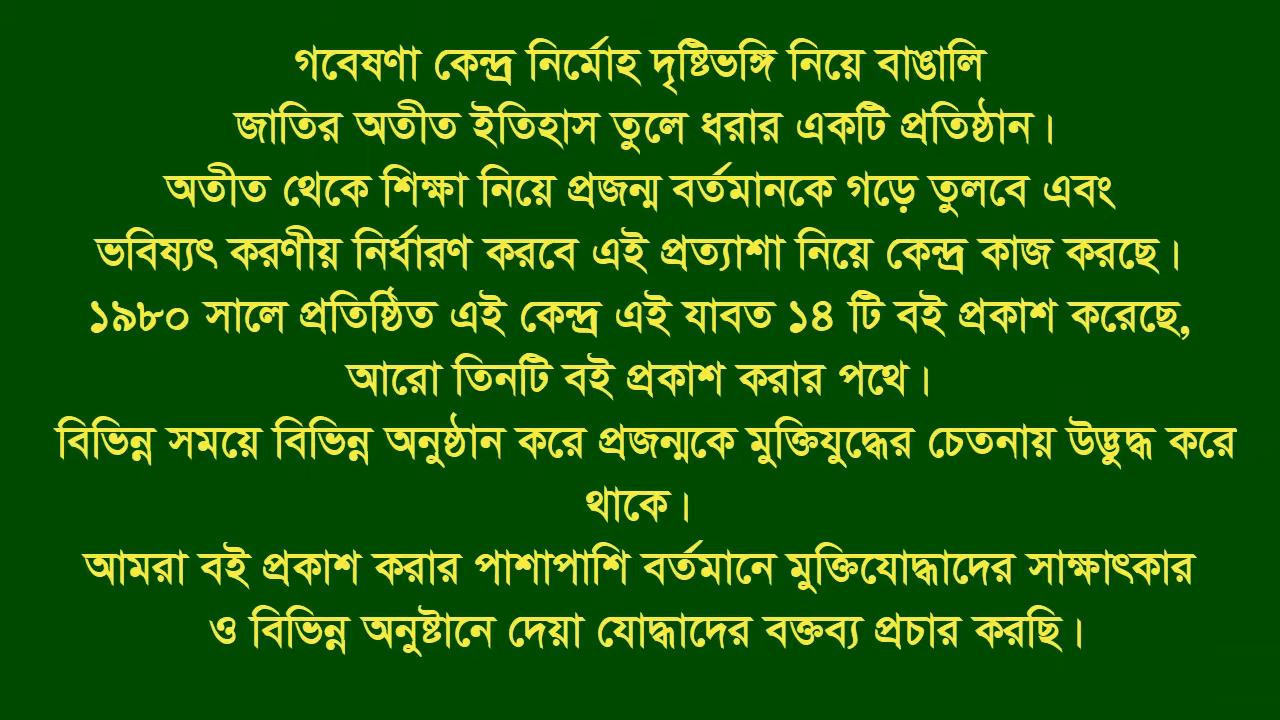 গবেষণা কেন্দ্র নির্মোহ দৃষ্টিভঙ্গি নিয়ে বাঙালি
জাতির অতীত ইতিহাস তুলে ধরার একটি প্রতিষ্ঠান।
অতীত থেকে শিক্ষা নিয়ে প্রজন্ম বর্তমানকে গড়ে তুলবে এবং
ভবিষ্যৎ করণীয় নির্ধারণ করবে এই প্রত্যাশা নিয়ে কেন্দ্র কাজ করছে।
১৯৮০ সালে প্রতিষ্ঠিত এই কেন্দ্র এই যাবত ১৪ টি বই প্রকাশ করেছে,
আরো তিনটি বই প্রকাশ করার পথে।
বিভিন্ন সময়ে বিভিন্ন অনুষ্ঠান করে প্রজন্মকে মুক্তিযুদ্ধের চেতনায় উদ্ভুদ্ধ করে
থাকে।
আমরা বই প্রকাশ করার পাশাপাশি বর্তমানে মুক্তিযোদ্ধাদের সাক্ষাৎকার
ও বিভিন্ন অনুষ্টানে দেয়া যোদ্ধাদের বক্তব্য প্রচার করছি।